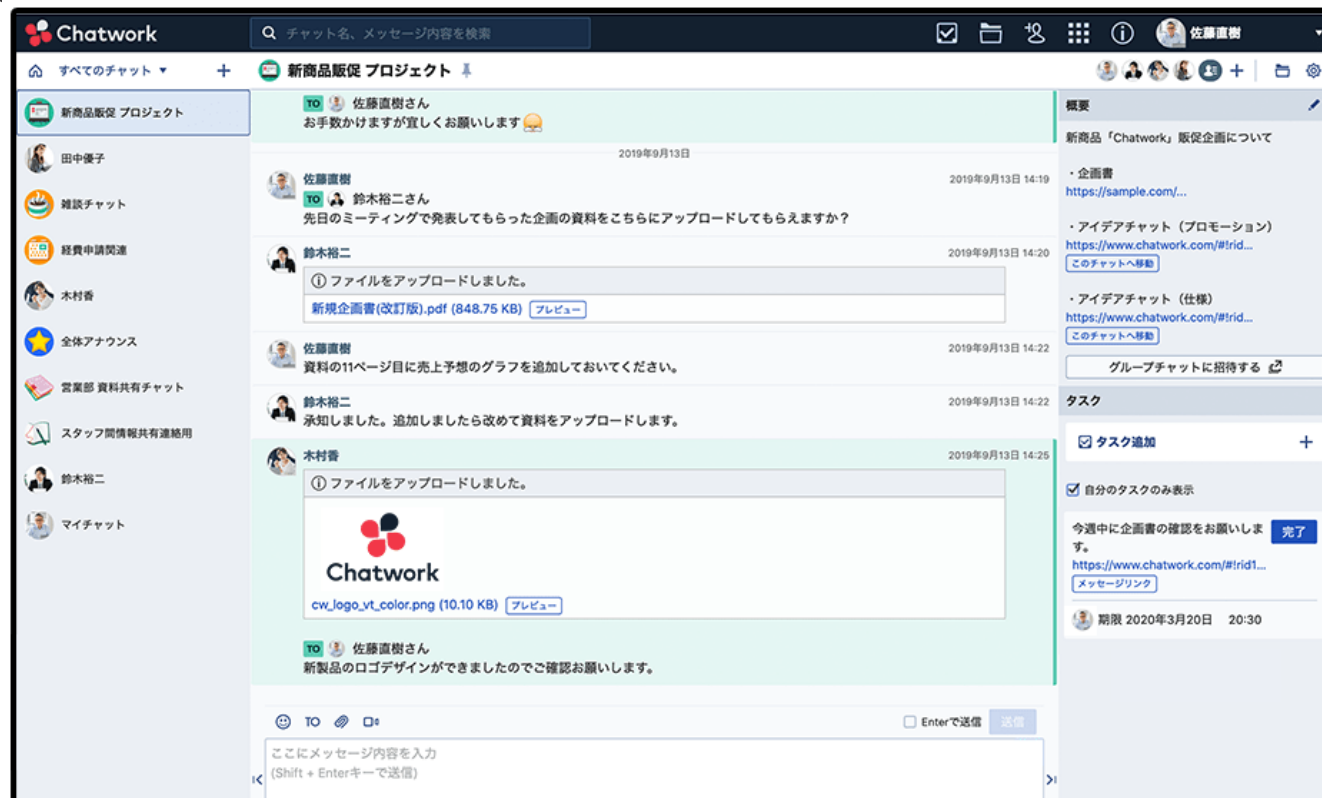 Chatwork
チャット名、メッセージ内容を検索
佐藤直樹
すべてのチャット
新商品販促 プロジェクト
田中優子
雑談チャット
経費申請関連
木村香
全体アナウンス
営業部 資料共有チャット
スタッフ間情報共有連絡用
鈴木裕二
マイチャット
新商品販促 プロジェクト
TO 佐藤直樹さん
お手数かけますが宜しくお願いします
2019年9月13日
佐藤直樹 2019年9月13日 14:19
TO 鈴木裕二さん
先日のミーティングで発表してもらった企画の資料をこちらにアップロードしてもらえますか？
鈴木裕二 2019年9月13日 14:20
ファイルをアップロードしました。
新規企画書(改訂版).pdf (848.75 KB) プレビュー
佐藤直樹 2019年9月13日 14:22
資料の11ページ目に売上予想のグラフを追加しておいてください。
鈴木裕二 2019年9月13日 14:22
承知しました。追加しましたら改めて資料をアップロードします。
木村香 2019年9月13日 14:25
ファイルをアップロードしました。
Chatwork
cw_logo_vt_color.png (10.10 KB) プレビュー
TO 佐藤直樹さん
新製品のロゴデザインができましたのでご確認お願いします。
TO
Enterで送信 送信
ここにメッセージ内容を入力
(Shift + Enterキーで送信)
概要
新商品「Chatwork」販促企画について
・企画書
https://sample.com/...
・アイデアチャット（プロモーション）
https://www.chatwork.com/#!rid...
このチャットへ移動
・アイデアチャット（仕様）
https://www.chatwork.com/#!rid...
このチャットへ移動
グループチャットに招待する
タスク
タスク追加
自分のタスクのみ表示
今週中に企画書の確認をお願いしま
す。
完了
https://www.chatwork.com/#!rid1...
メッセージリンク
期限 2020年3月20日 20:30